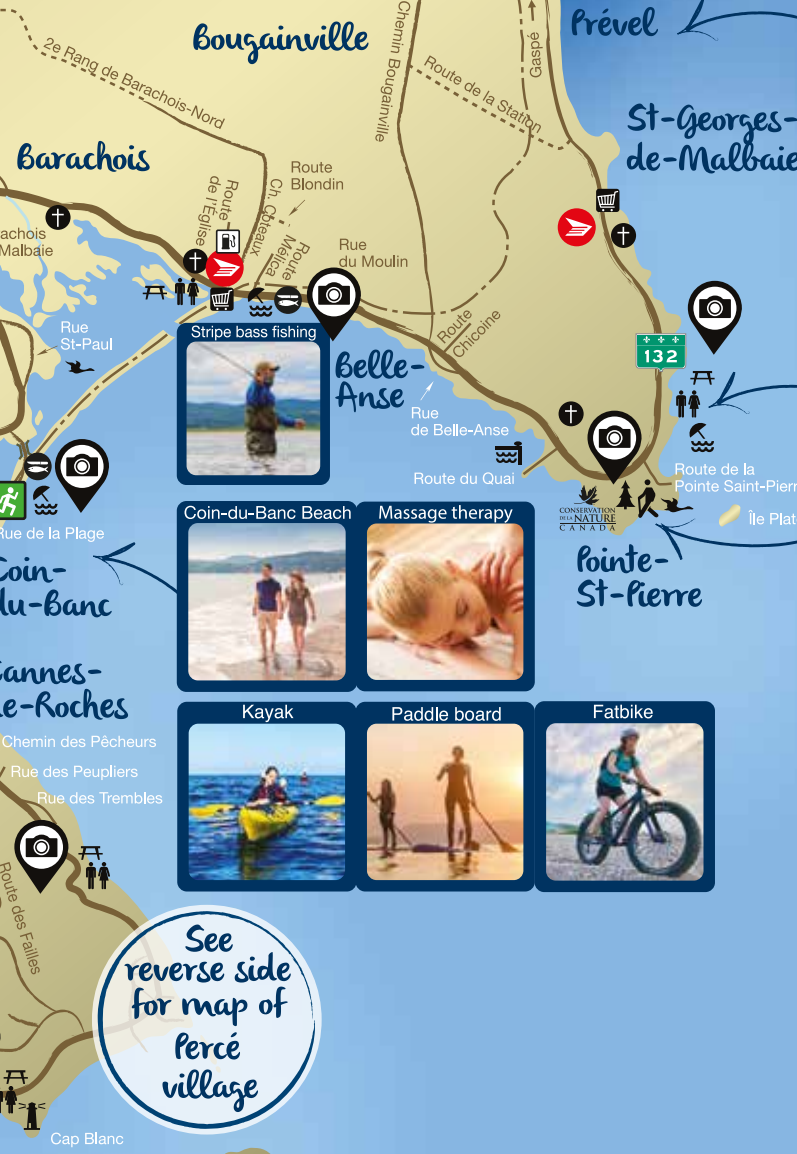 Bougainville
Prével
2e Rang de Barachois-Nord
Chemin Bougainville
Gaspé
Route de la Station
St-Georges-
de-Malbaie
Barachois
Route
Blondin
Route
de l'Église
Ch. Coteaux
Route
Mélica
Rue
du Moulin
achois
Malbaie
Rue
St-Paul
Stripe bass fishing
Belle-
Anse
Route
Chicoine
132
Rue
de Belle-Anse
Route du Quai
Route de la
Pointe Saint-Pierr
CONSERVATION
DE LA NATURE
CANADA
Île Plat
Rue de la Plage
Coin-du-Banc Beach
Massage therapy
Coin-
du-Banc
Pointe-
St-Pierre
Cannes-
de-Roches
Kayak
Paddle board
Fatbike
Chemin des Pêcheurs
Rue des Peupliers
Rue des Trembles
Route des Failles
See
reverse side
for map of
Percé
village
Cap Blanc